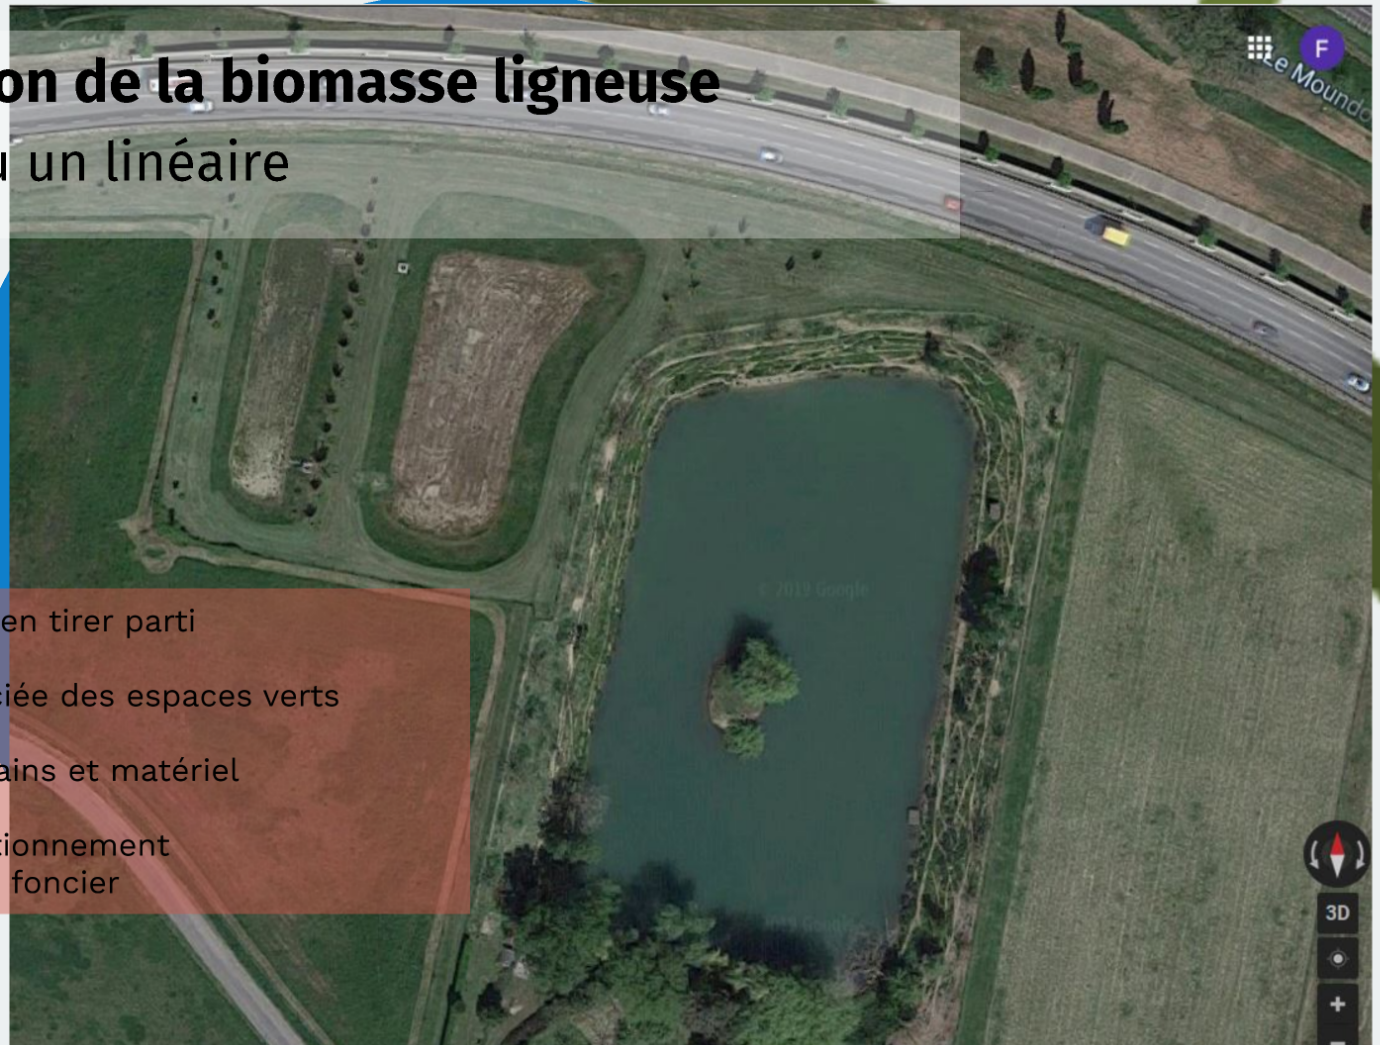 on de la biomasse ligneuse
un linéaire
F
Le Moundo
© 2019 Google
en tirer parti
ciée des espaces verts
ains et matériel
tionnement
foncier
3D
+